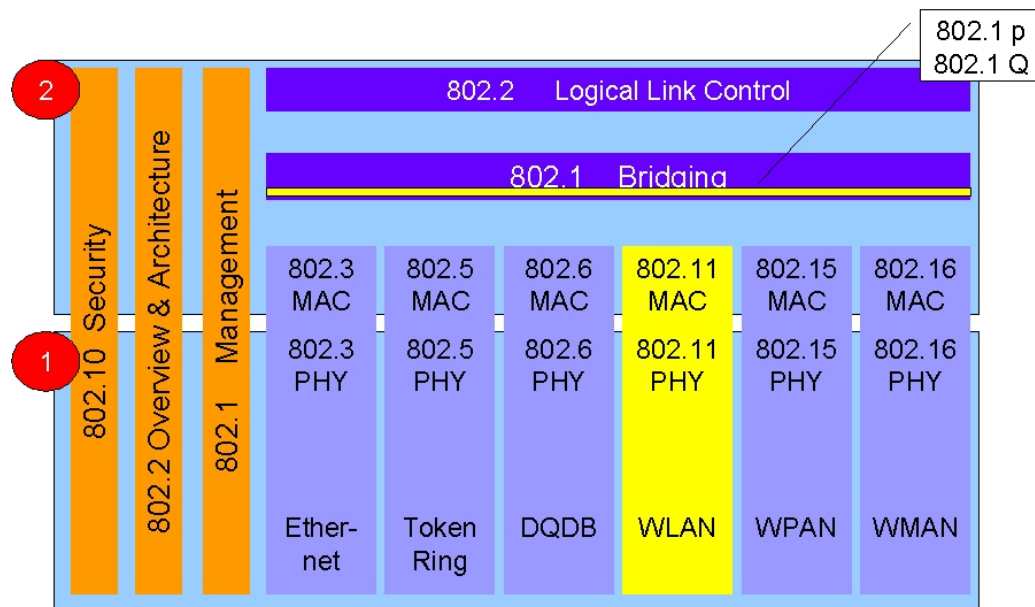 802.1 p
802.1 Q
2
802.2 Logical Link Control
802.1 Bridging
802.10 Security
802.2 Overview & Architecture
802.1 Management
802.3
MAC
802.5
MAC
802.6
MAC
802.11
MAC
802.15
MAC
802.16
MAC
1
802.3
PHY
802.5
PHY
802.6
PHY
802.11
PHY
802.15
PHY
802.16
PHY
Ether-
net
Token
Ring
DQDB
WLAN
WPAN
WMAN